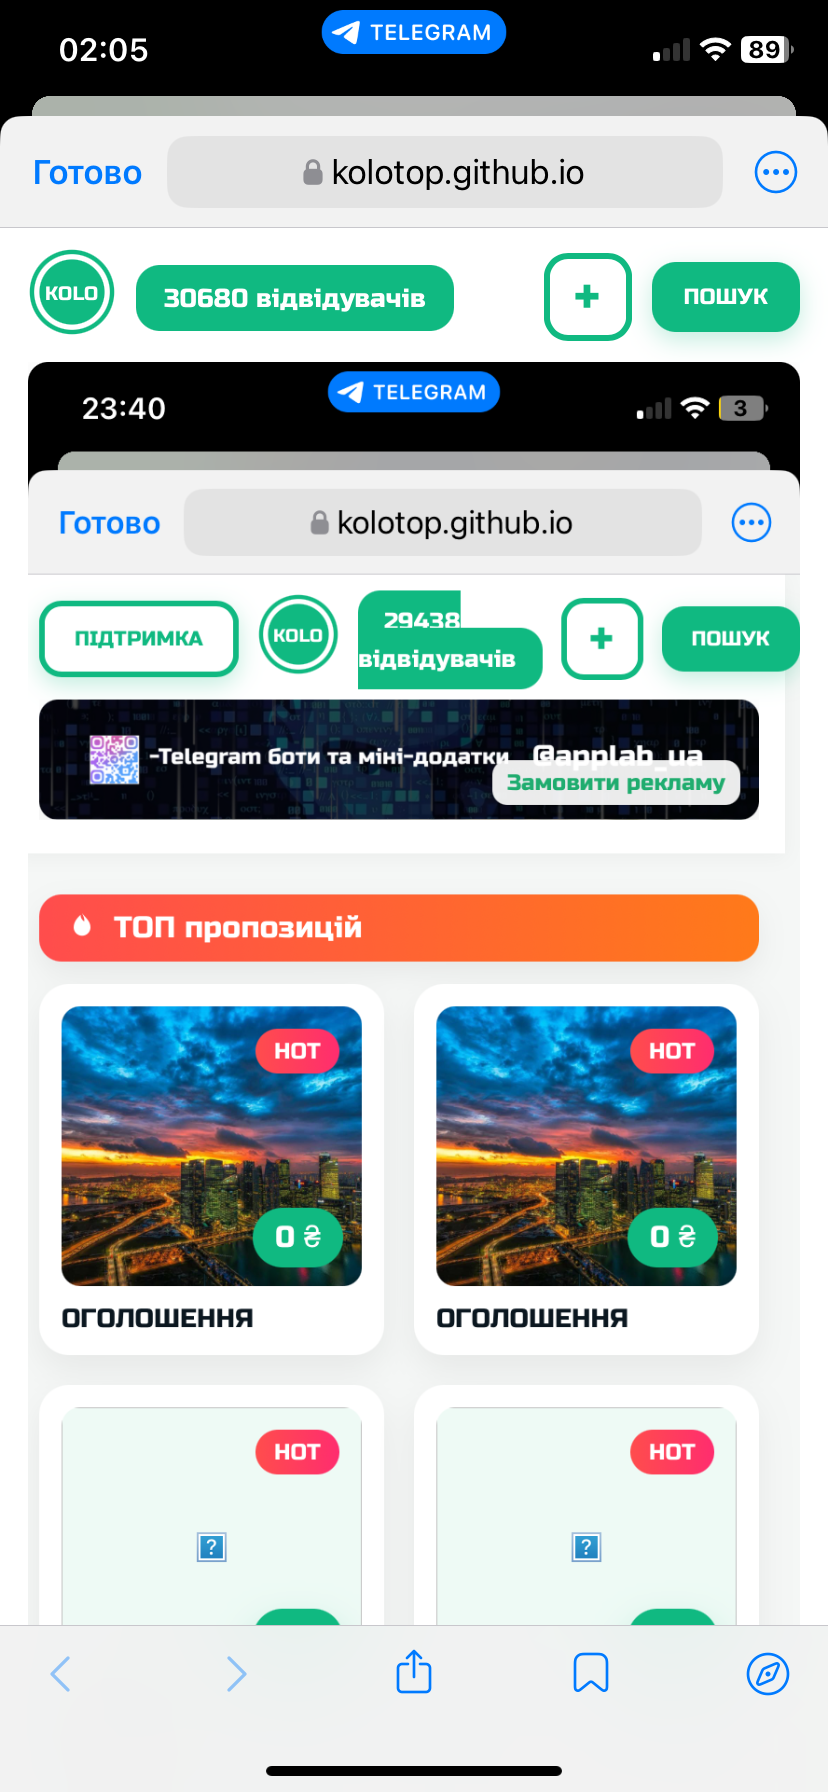 02:05
TELEGRAM
89
Готово
kolotop.github.io
KOLO
30680 відвідувачів
+
ПОШУК
23:40
TELEGRAM
3
Готово
kolotop.github.io
ПІДТРИМКА
KOLO
29438
відвідувачів
+
ПОШУК
-Telegram боти та міні-додатки @applab_ua
Замовити рекламу
ТОП пропозицій
HOT
HOT
0 ₴
0 ₴
ОГОЛОШЕННЯ
ОГОЛОШЕННЯ
HOT
HOT
?
?